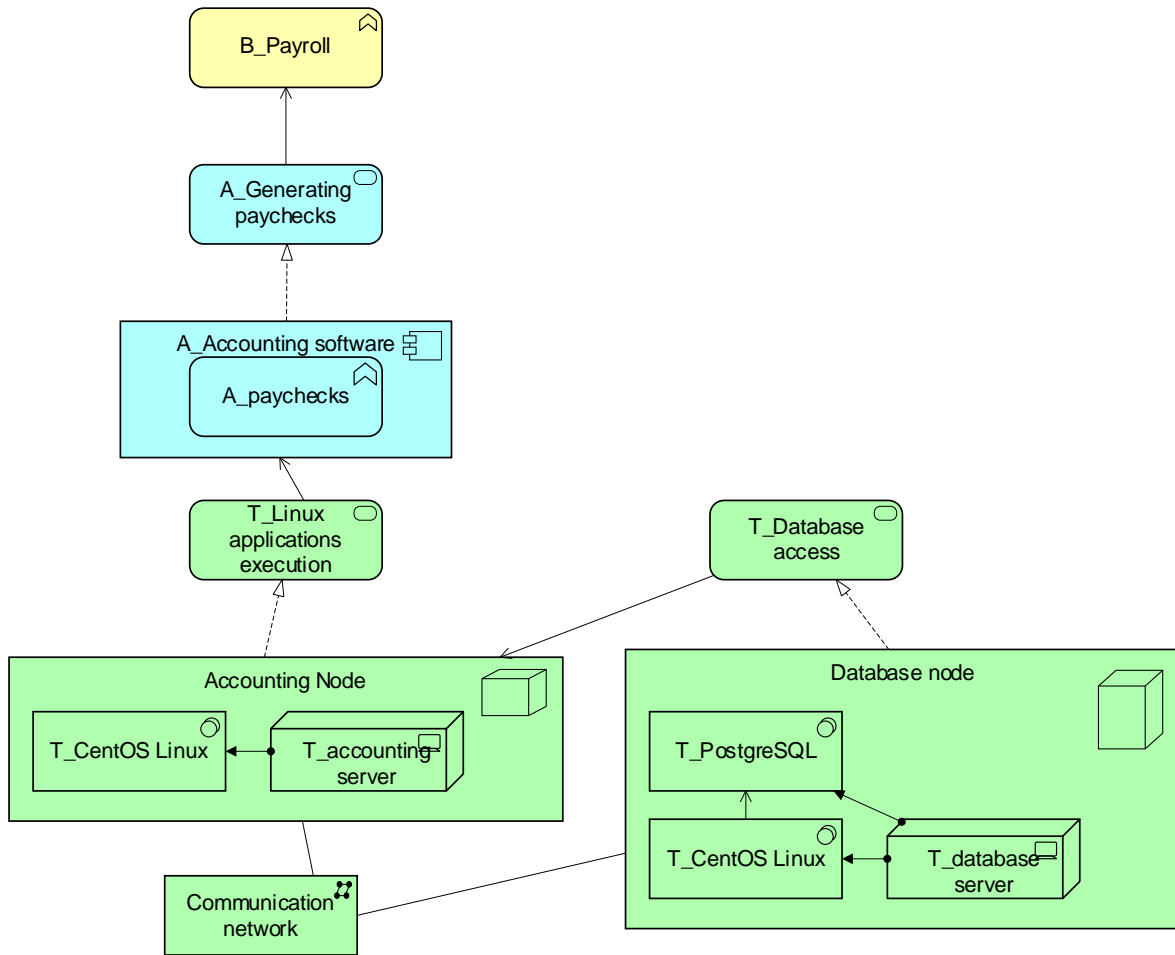 B_Payroll
A_Generating
paychecks
A_Accounting software
A_paychecks
T_Linux
applications
execution
T_Database
access
Accounting Node
T_CentOS Linux
T_accounting
server
Database node
T_PostgreSQL
T_CentOS Linux
T_database
server
Communication
network